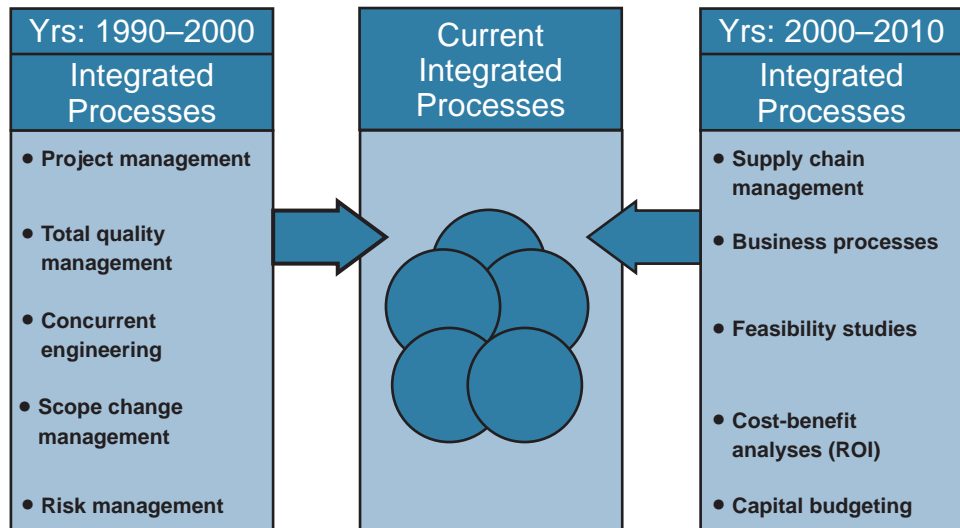 Yrs: 1990–2000
Integrated
Processes
• Project management
• Total quality
management
• Concurrent
engineering
• Scope change
management
• Risk management
Current
Integrated
Processes
Yrs: 2000–2010
Integrated
Processes
• Supply chain
management
• Business processes
• Feasibility studies
• Cost-benefit
analyses (ROI)
• Capital budgeting